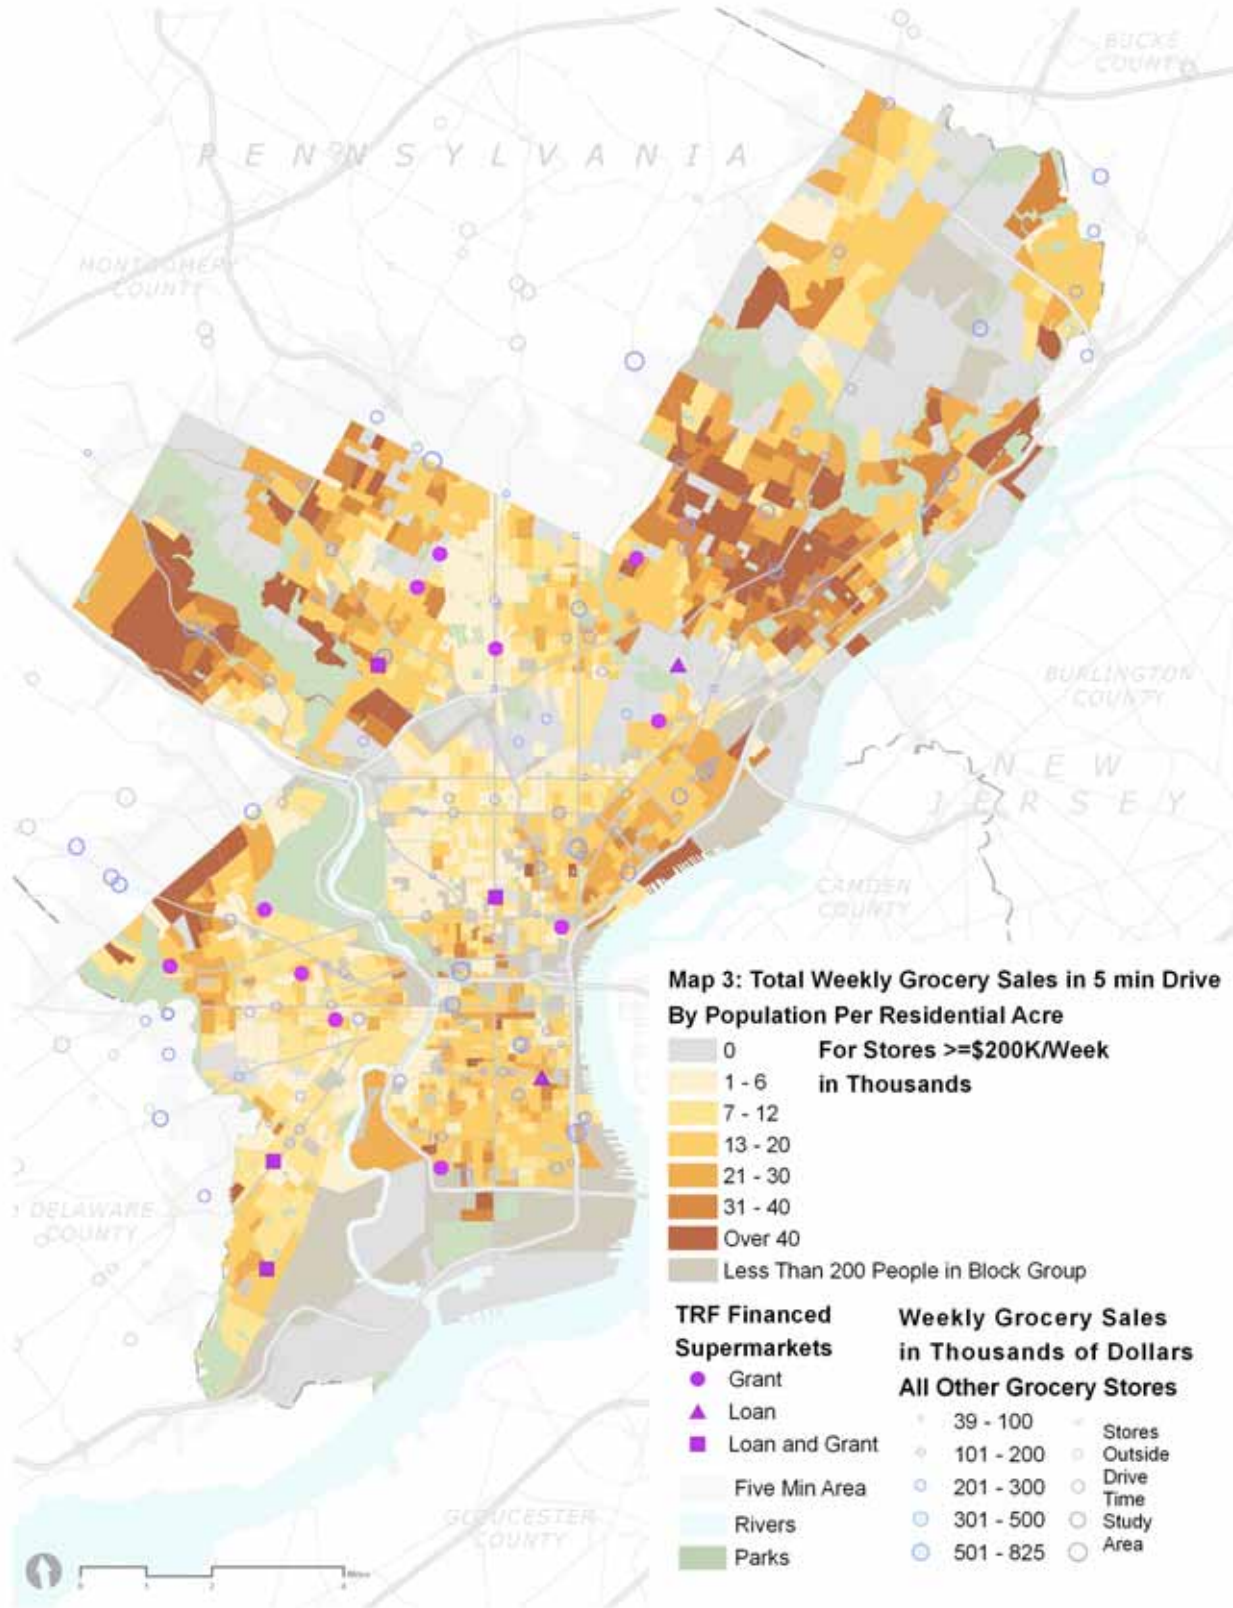 BUCKS
COUNTY
PENNSYLVANIA
MONTGOMERY
COUNTY
BURLINGTON
COUNTY
NEW
JERSEY
CAMDEN
COUNTY
Map 3: Total Weekly Grocery Sales in 5 min Drive
By Population Per Residential Acre
0 For Stores >=$200K/Week
1 - 6 in Thousands
7 - 12
13 - 20
21 - 30
31 - 40
Over 40
Less Than 200 People in Block Group
DELAWARE
COUNTY
TRF Financed
Supermarkets
Grant
Loan
Loan and Grant
Five Min Area
Rivers
Parks
Weekly Grocery Sales
in Thousands of Dollars
All Other Grocery Stores
39 - 100
101 - 200
201 - 300
301 - 500
501 - 825
Stores
Outside
Drive
Time
Study
Area
GLOUCESTER
COUNTY
0 1 2 4 Miles